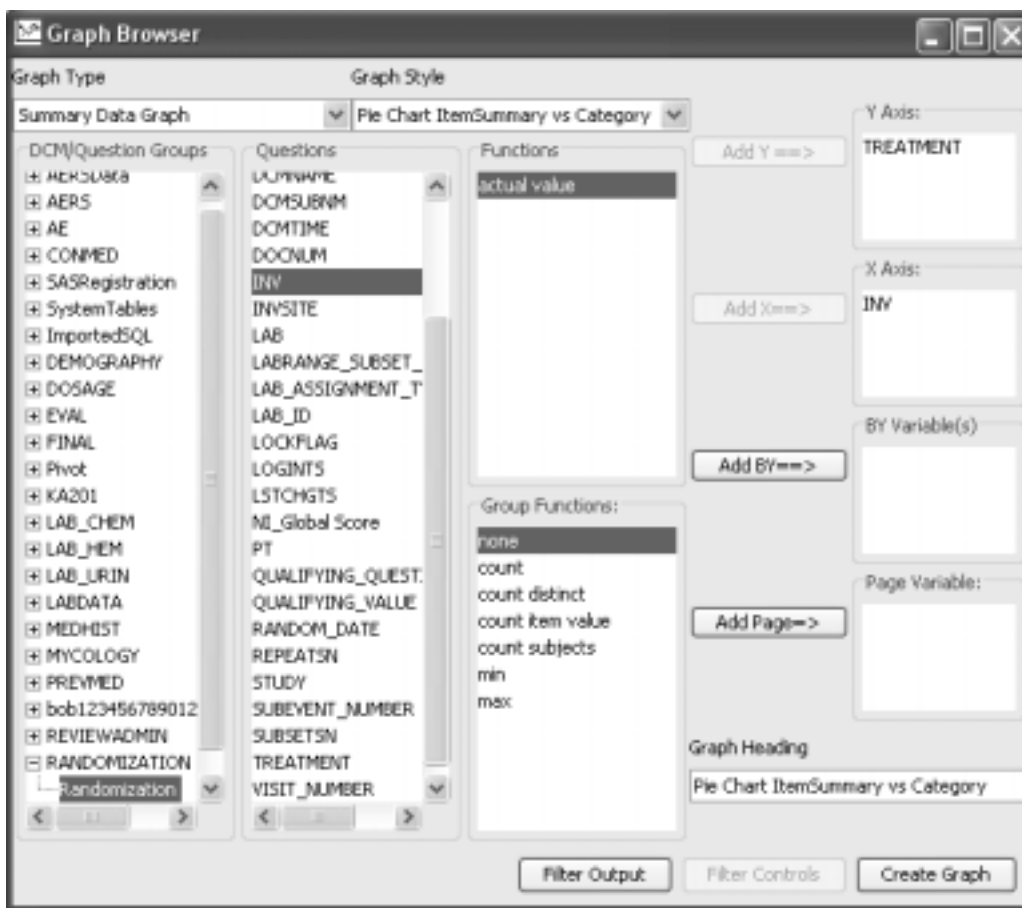 Graph Browser
Graph Type
Graph Style
Summary Data Graph
Pie Chart ItemSummary vs Category
DCM/Question Groups
AERSData
AERS
AE
CONMED
SASRegistration
SystemTables
ImportedSQL
DEMOGRAPHY
DOSAGE
EVAL
FINAL
Pivot
KA201
LAB_CHEM
LAB_HEM
LAB_URIN
LABDATA
MEDHIST
MYCOLOGY
PREVMED
bob123456789012
REVIEWADMIN
RANDOMIZATION
Randomization
Questions
DCMNAME
DCMSUBNM
DCMTIME
DOCNUM
INV
INVSITE
LAB
LABRANGE_SUBSET_
LAB_ASSIGNMENT_T
LAB_ID
LOCKFLAG
LOGINTS
LSTCHGTS
NI_Global Score
PT
QUALIFYING_QUEST
QUALIFYING_VALUE
RANDOM_DATE
REPEATSN
STUDY
SUBEVENT_NUMBER
SUBSETSN
TREATMENT
VISIT_NUMBER
Functions
actual value
Group Functions:
none
count
count distinct
count item value
count subjects
min
max
Add Y ==>
Add X==>
Add BY==>
Add Page=>
Y Axis:
TREATMENT
X Axis:
INV
BY Variable(s)
Page Variable:
Graph Heading
Pie Chart ItemSummary vs Category
Filter Output
Filter Controls
Create Graph